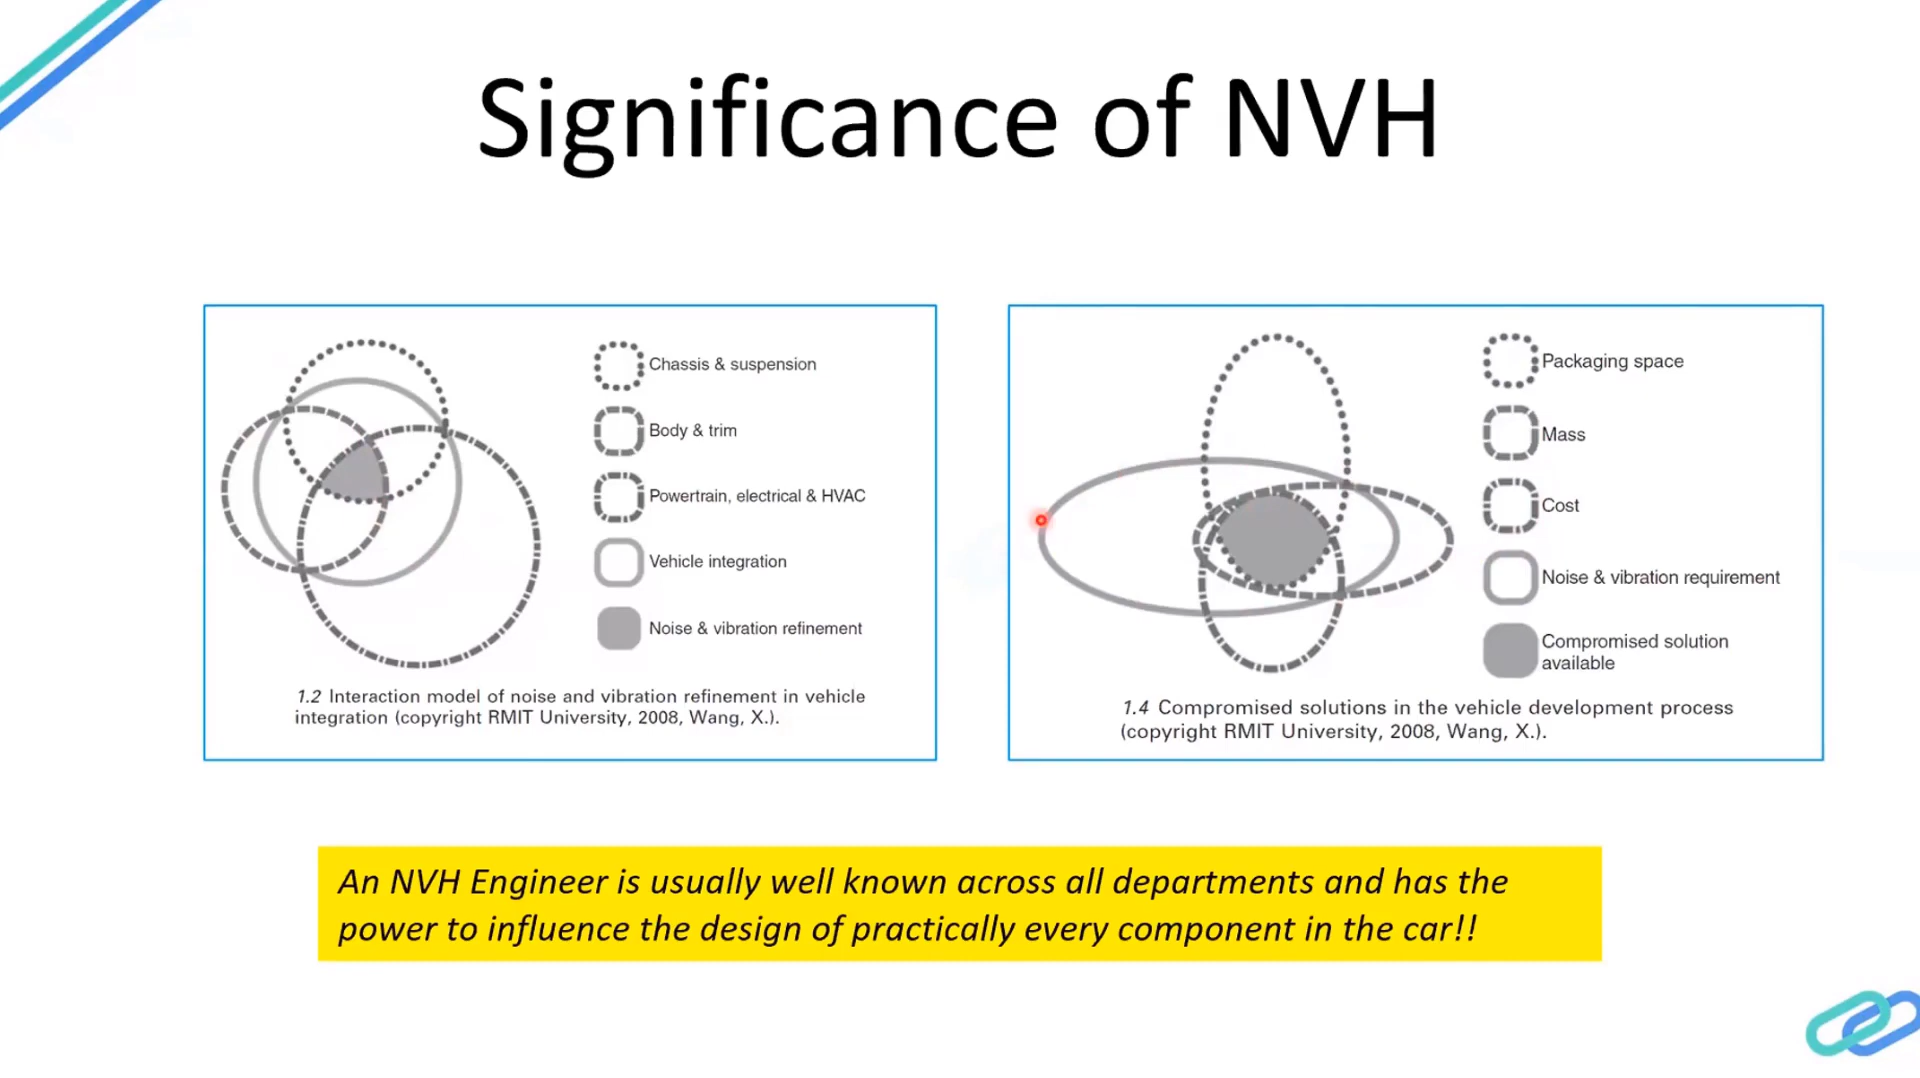 Significance of NVH
Chassis & suspension
Body & trim
Powertrain, electrical & HVAC
Vehicle integration
Noise & vibration refinement
1.2 Interaction model of noise and vibration refinement in vehicle
integration (copyright RMIT University, 2008, Wang, X.).
Packaging space
Mass
Cost
Noise & vibration requirement
Compromised solution
available
1.4 Compromised solutions in the vehicle development process
(copyright RMIT University, 2008, Wang, X.).
An NVH Engineer is usually well known across all departments and has the
power to influence the design of practically every component in the car!!